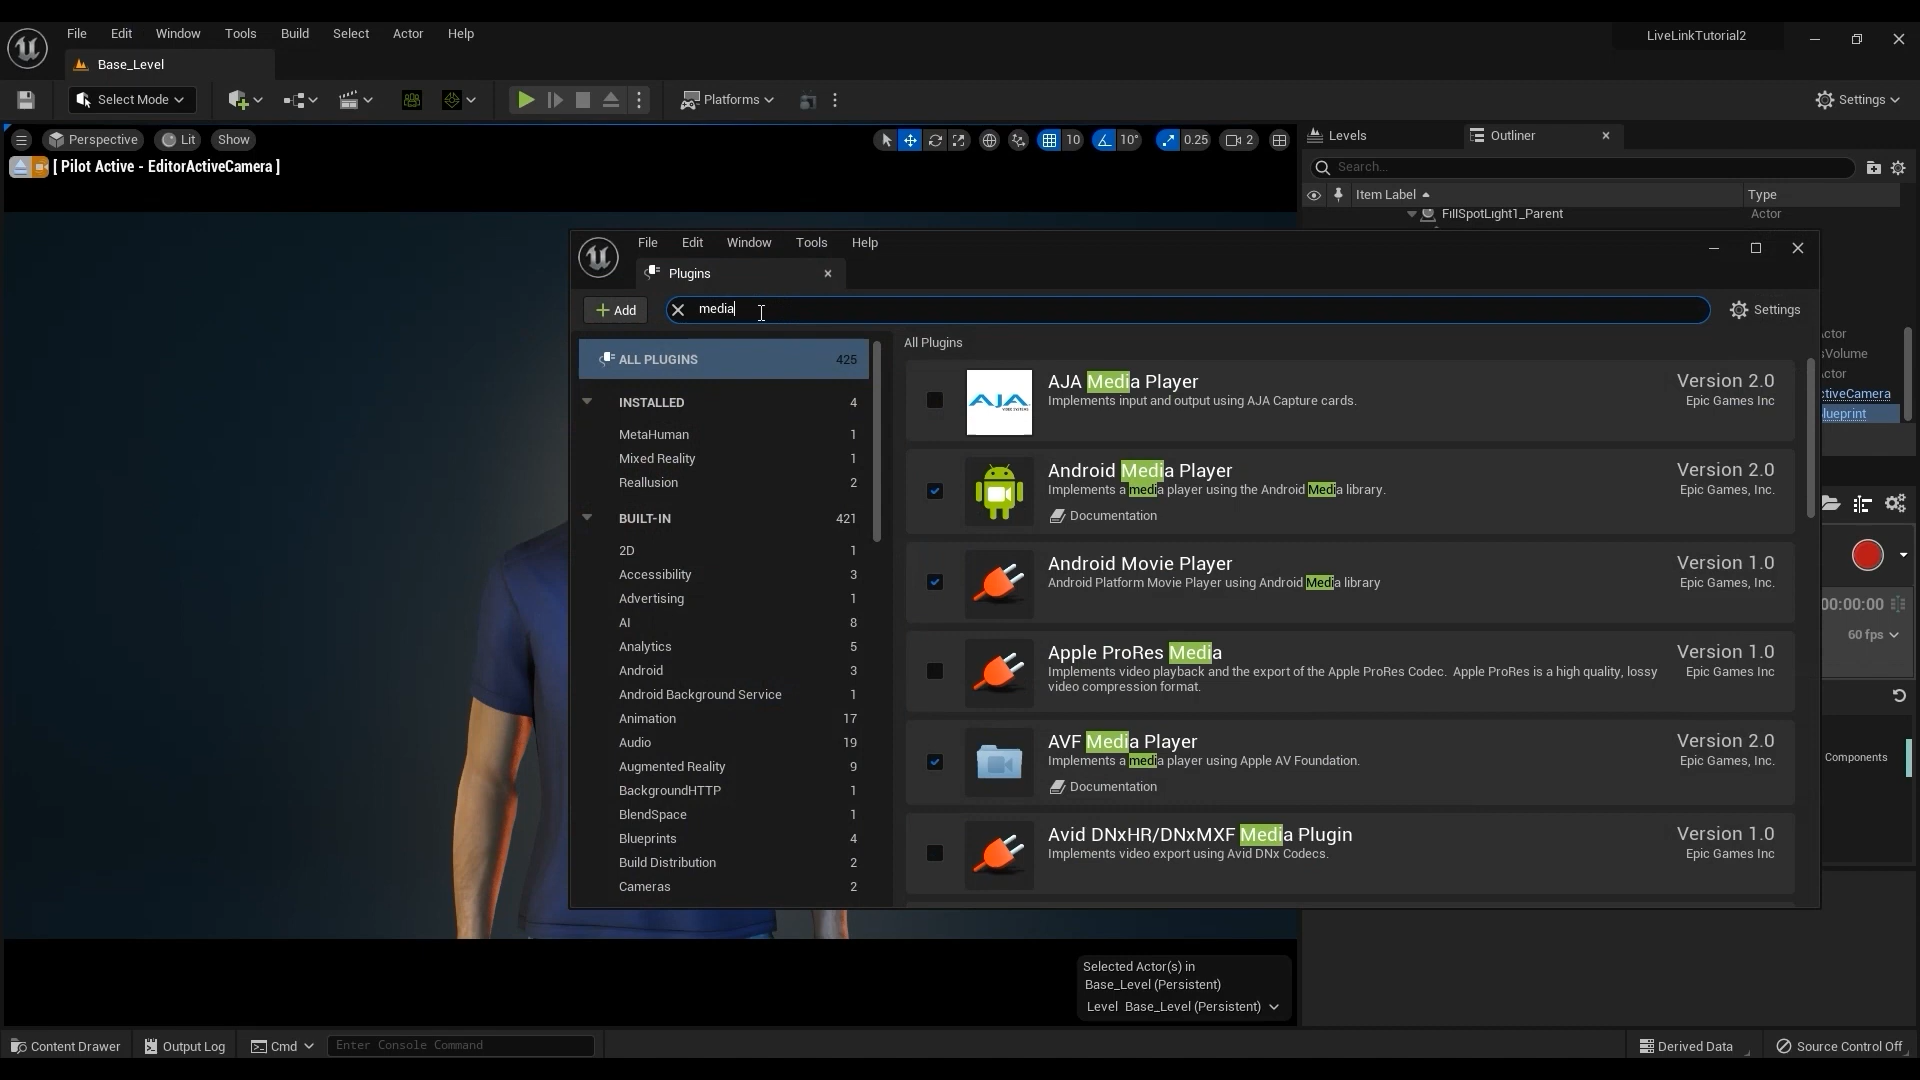 File Edit Window Tools Build Select Actor Help
LiveLinkTutorial2
Base_Level
Select Mode
Platforms
Settings
Perspective Lit Show
10 10° 0.25 2
[ Pilot Active - EditorActiveCamera ]
Levels Outliner
Search...
Item Label Type
FillSpotLight1_Parent Actor
File Edit Window Tools Help
Plugins
Add
media
Settings
ALL PLUGINS 425
INSTALLED 4
MetaHuman 1
Mixed Reality 1
Reallusion 2
BUILT-IN 421
2D 1
Accessibility 3
Advertising 1
AI 8
Analytics 5
Android 3
Android Background Service 1
Animation 17
Audio 19
Augmented Reality 9
BackgroundHTTP 1
BlendSpace 1
Blueprints 4
Build Distribution 2
Cameras 2
All Plugins
AJA Media Player Version 2.0
Implements input and output using AJA Capture cards. Epic Games Inc
AJA
Android Media Player Version 2.0
Implements a media player using the Android Media library. Epic Games, Inc.
Documentation
Android Movie Player Version 1.0
Android Platform Movie Player using Android Media library Epic Games, Inc.
Apple ProRes Media Version 1.0
Implements video playback and the export of the Apple ProRes Codec. Apple ProRes is a high quality, lossy Epic Games Inc
video compression format.
AVF Media Player Version 2.0
Implements a media player using Apple AV Foundation. Epic Games, Inc.
Documentation
Avid DNxHR/DNxMXF Media Plugin Version 1.0
Implements video export using Avid DNx Codecs. Epic Games Inc
ctor
sVolume
ctor
ctiveCamera
lueprint
00:00:00
60 fps
Components
Selected Actor(s) in
Base_Level (Persistent)
Level Base_Level (Persistent)
Content Drawer Output Log Cmd Enter Console Command
Derived Data Source Control Off